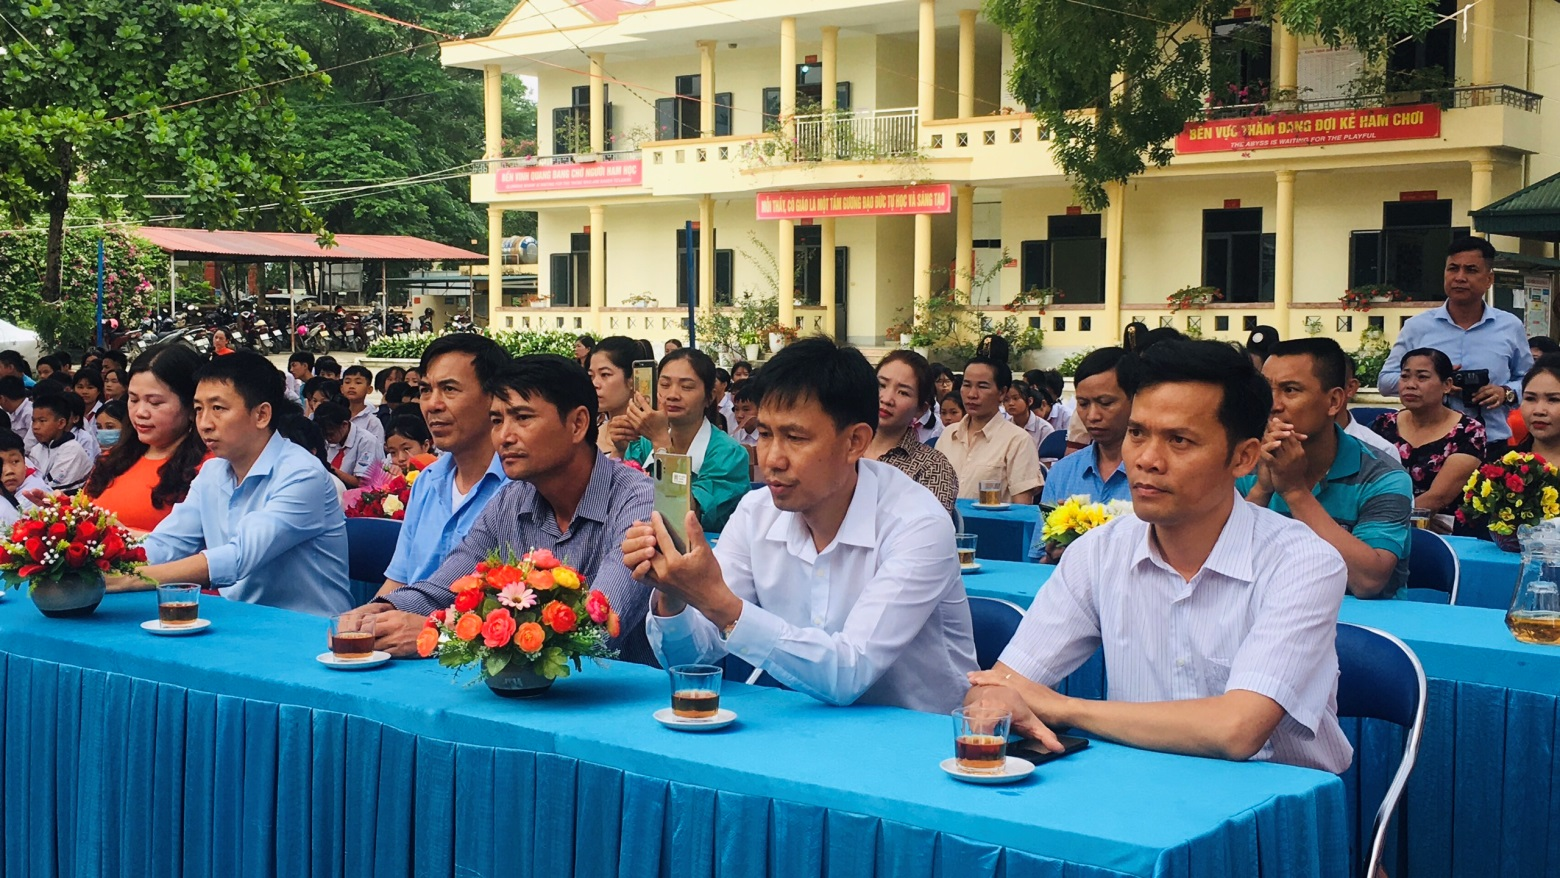 BẾN VINH QUANG ĐANG CHỜ NGƯỜI HAM HỌC
MỖI THẦY, CÔ GIÁO LÀ MỘT TẤM GƯƠNG ĐẠO ĐỨC TỰ HỌC VÀ SÁNG TẠO
BÊN VỰC THẲM ĐANG ĐỢI KẺ HAM CHƠI
THE ABYSS IS WAITING FOR THE PLAYFUL